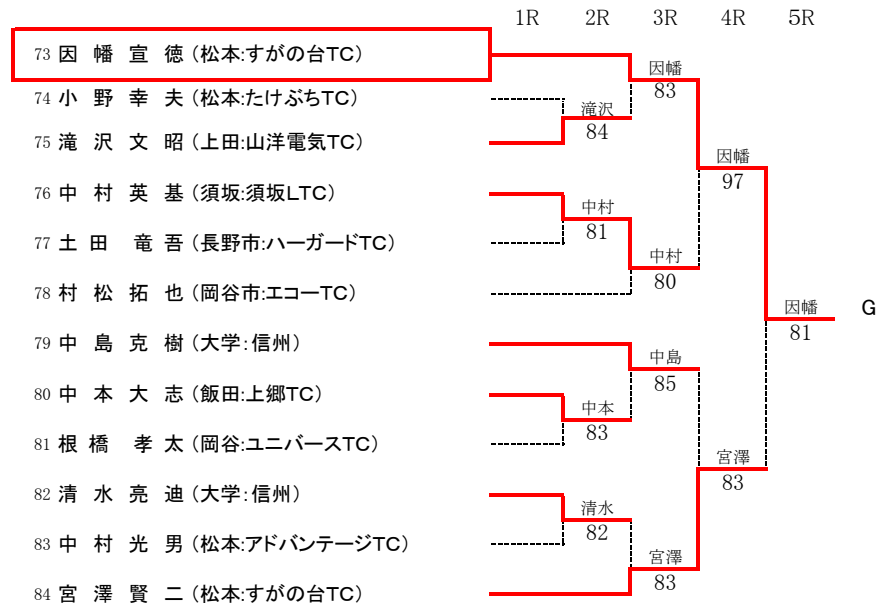 1R 2R 3R 4R 5R
73 因 幡 宣 徳 (松本:すがの台TC)
因幡
83
74 小 野 幸 夫 (松本:たけぶちTC)
滝沢
84
75 滝 沢 文 昭 (上田:山洋電気TC)
因幡
97
76 中 村 英 基 (須坂:須坂LTC)
中村
81
77 土 田 竜 吾 (長野市:ハーガードTC)
中村
80
78 村 松 拓 也 (岡谷市:エコーTC)
因幡 G
81
79 中 島 克 樹 (大学:信州)
中島
85
80 中 本 大 志 (飯田:上郷TC)
中本
83
81 根 橋 孝 太 (岡谷:ユニバースTC)
宮澤
83
82 清 水 亮 迪 (大学:信州)
清水
82
83 中 村 光 男 (松本:アドバンテージTC)
宮澤
83
84 宮 澤 賢 二 (松本:すがの台TC)